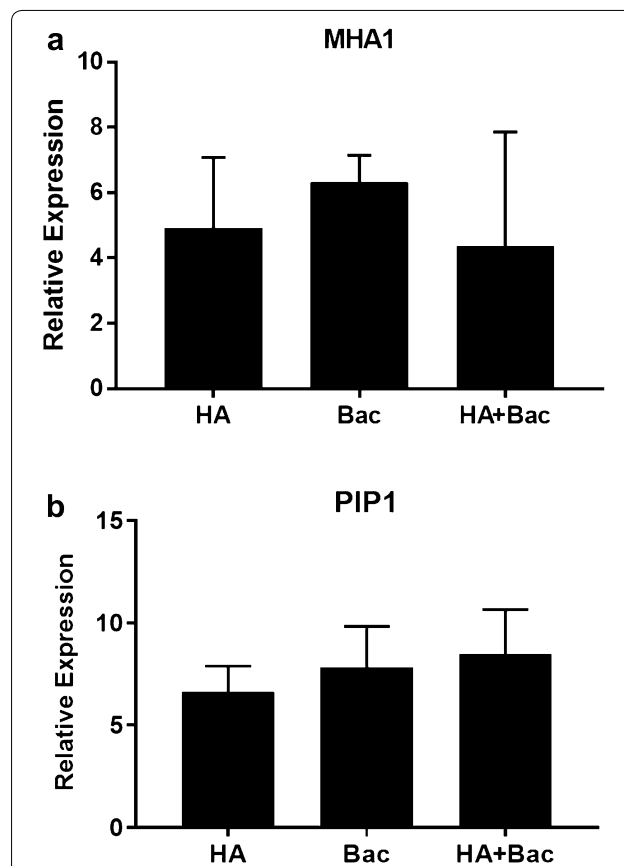 a
MHA1
10
8
6
4
2
0
Relative Expression
HA Bac HA+Bac
b
PIP1
15
10
5
0
Relative Expression
HA Bac HA+Bac